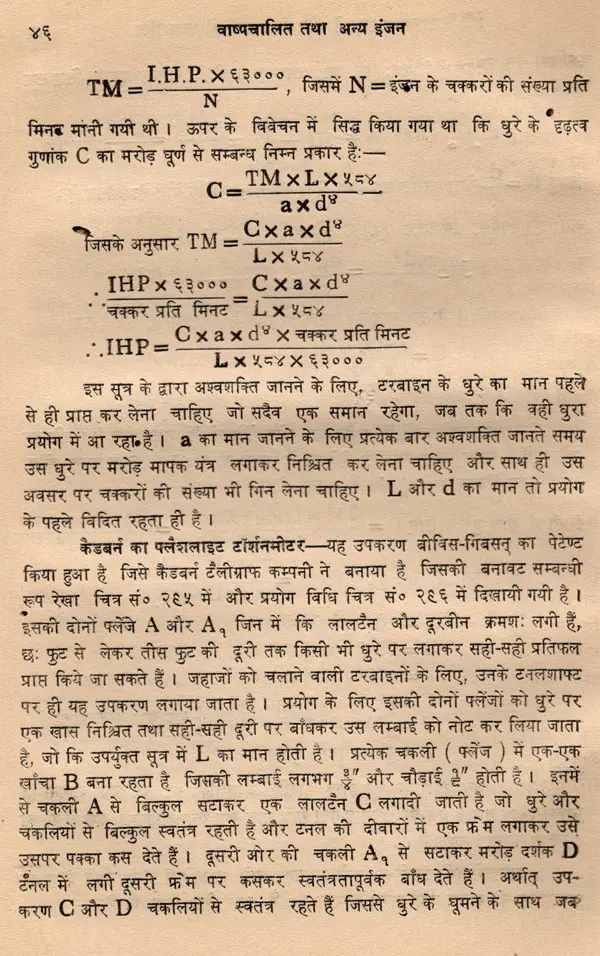 ४६ वाष्पचालित तथा अन्य इंजन
TM = I.H.P. × ६३००० / N , जिसमें N = इंजन के चक्करों की संख्या प्रति
मिनट मानी गयी थी । ऊपर के विवेचन में सिद्ध किया गया था कि धुरे के दृढ़त्व
गुणांक C का मरोड़ घूर्ण से सम्बन्ध निम्न प्रकार है:—
C = TM × L × ५८४ / a × d⁴
जिसके अनुसार TM = C × a × d⁴ / L × ५८४
∴ IHP × ६३००० / चक्कर प्रति मिनट = C × a × d⁴ / L × ५८४
∴ IHP = C × a × d⁴ × चक्कर प्रति मिनट / L × ५८४ × ६३०००
इस सूत्र के द्वारा अश्वशक्ति जानने के लिए, टरबाइन के धुरे का मान पहले
से ही प्राप्त कर लेना चाहिए जो सदैव एक समान रहेगा, जब तक कि वही धुरा
प्रयोग में आ रहा है । a का मान जानने के लिए प्रत्येक बार अश्वशक्ति जानते समय
उस धुरे पर मरोड़ मापक यंत्र लगाकर निश्चित कर लेना चाहिए और साथ ही उस
अवसर पर चक्करों की संख्या भी गिन लेना चाहिए । L और d का मान तो प्रयोग
के पहले विदित रहता ही है ।
कैडबर्न का फ्लैशलाइट टॉर्शनमीटर—यह उपकरण बीविस-गिबसन् का पेटेण्ट
किया हुआ है जिसे कैडबर्न टैलीग्राफ कम्पनी ने बनाया है जिसकी बनावट सम्बन्धी
रूप रेखा चित्र सं० २९५ में और प्रयोग विधि चित्र सं० २९६ में दिखायी गयी है ।
इसकी दोनों फ्लेंजे A और A₁ जिन में कि लालटैन और दूरबीन क्रमशः लगी हैं,
छः फुट से लेकर तीस फुट की दूरी तक किसी भी धुरे पर लगाकर सही-सही प्रतिफल
प्राप्त किये जा सकते हैं । जहाजों को चलाने वाली टरबाइनों के लिए, उनके टनलशाफ्ट
पर ही यह उपकरण लगाया जाता है । प्रयोग के लिए इसकी दोनों फ्लेंजों को धुरे पर
एक खास निश्चित तथा सही-सही दूरी पर बाँधकर उस लम्बाई को नोट कर लिया जाता
है, जो कि उपर्युक्त सूत्र में L का मान होती है । प्रत्येक चकली ( फ्लेंज ) में एक-एक
खाँचा B बना रहता है जिसकी लम्बाई लगभग और चौड़ाई होती है । इनमें
से चकली A से बिल्कुल सटाकर एक लालटैन C लगादी जाती है जो धुरे और
चकलियों से बिल्कुल स्वतंत्र रहती है और टनल की दीवारों में एक फ्रेम लगाकर उसे
उसपर पक्का कस देते हैं । दूसरी ओर की चकली A₁ से सटाकर मरोड़ दर्शक D
टनल में लगी दूसरी फ्रेम पर कसकर स्वतंत्रतापूर्वक बाँध देते हैं । अर्थात् उप-
करण C और D चकलियों से स्वतंत्र रहते हैं जिससे धुरे के घूमने के साथ जब